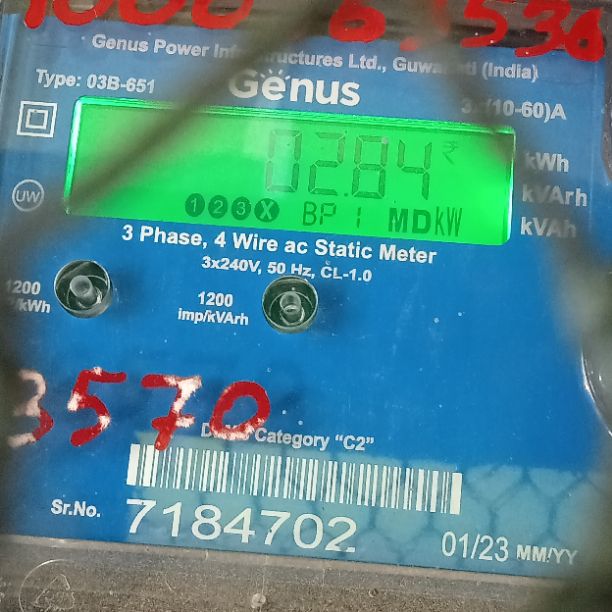 Genus Power Infrastructures Ltd., (India)
Type: 03B-651
Genus
(10-60)A
02.84 ₹
kWh
kVArh
kVAh
1 2 3 X BP 1 MD kW
UW
3 Phase, 4 Wire ac Static Meter
3x240V, 50 Hz, CL-1.0
1200
/kWh
1200
imp/kVArh
3570
Category "C2"
Sr.No. 7184702
01/23 MM/YY